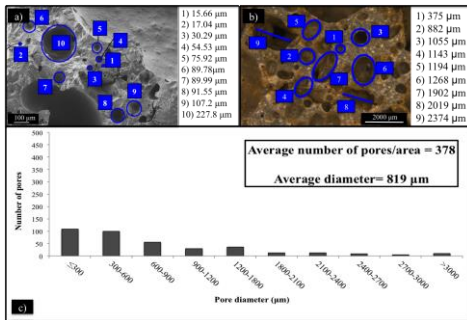 a)
6
10
5
4
2
1
3
7
8
9
100 µm
1) 15.66 µm
2) 17.04 µm
3) 30.29 µm
4) 54.53 µm
5) 75.92 µm
6) 89.78µm
7) 89.99 µm
8) 91.55 µm
9) 107.2 µm
10) 227.8 µm
b)
5
1
3
9
2
6
7
4
8
2000 µm
1) 375 µm
2) 882 µm
3) 1055 µm
4) 1143 µm
5) 1194 µm
6) 1268 µm
7) 1902 µm
8) 2019 µm
9) 2374 µm
Average number of pores/area = 378
Average diameter= 819 µm
Number of pores
500
450
400
350
300
250
200
150
100
50
0
≤300
300-600
600-900
900-1200
1200-1800
1800-2100
2100-2400
2400-2700
2700-3000
>3000
Pore diameter (µm)
c)